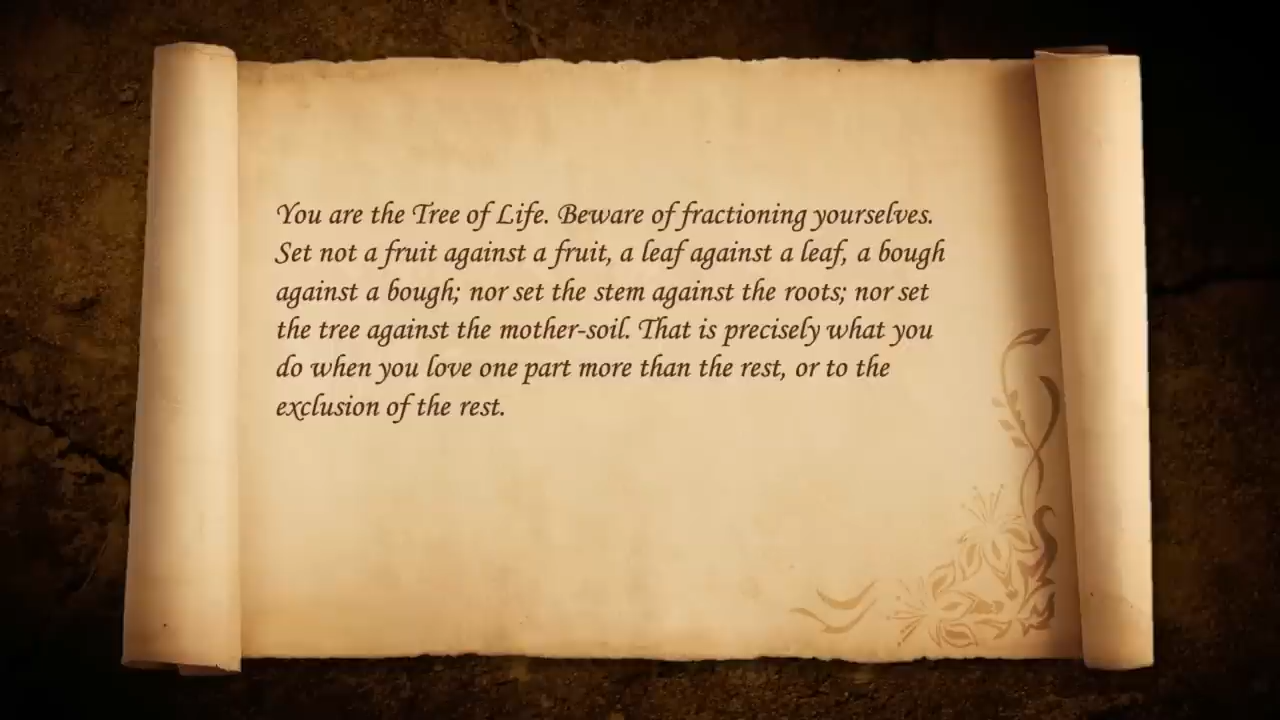 You are the Tree of Life. Beware of fractioning yourselves.
Set not a fruit against a fruit, a leaf against a leaf, a bough
against a bough; nor set the stem against the roots; nor set
the tree against the mother-soil. That is precisely what you
do when you love one part more than the rest, or to the
exclusion of the rest.